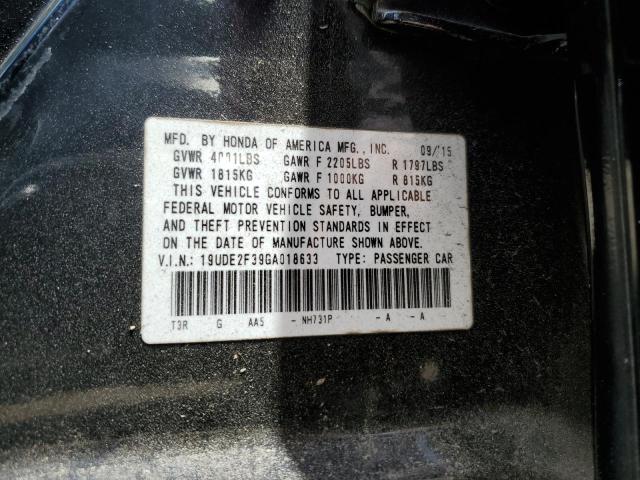 MFD. BY HONDA OF AMERICA MFG., INC. 09/'15
GVWR 4001LBS GAWR F 2205LBS R 1797LBS
GVWR 1815KG GAWR F 1000KG R 815KG
THIS VEHICLE CONFORMS TO ALL APPLICABLE
FEDERAL MOTOR VEHICLE SAFETY, BUMPER,
AND THEFT PREVENTION STANDARDS IN EFFECT
ON THE DATE OF MANUFACTURE SHOWN ABOVE.
V.I.N.: 19UDE2F39GA018633 TYPE: PASSENGER CAR
T3R G AA5 - NH731P - A - A